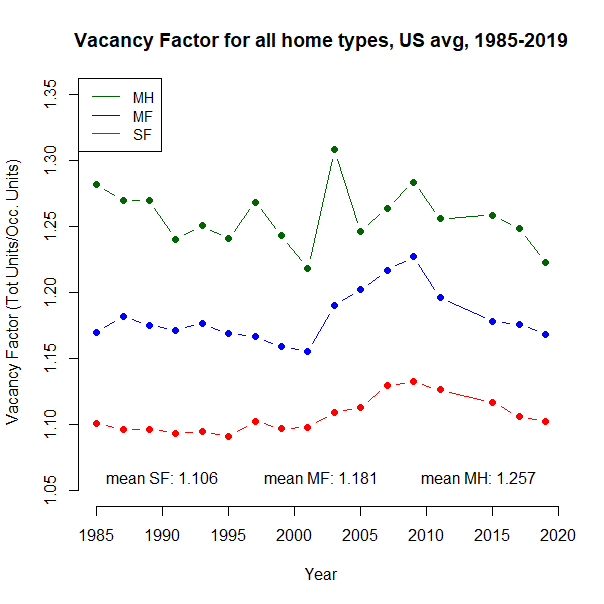 Vacancy Factor for all home types, US avg, 1985-2019
MH
MF
SF
Vacancy Factor (Tot Units/Occ. Units)
1.35
1.30
1.25
1.20
1.15
1.10
1.05
mean SF: 1.106 mean MF: 1.181 mean MH: 1.257
1985 1990 1995 2000 2005 2010 2015 2020
Year